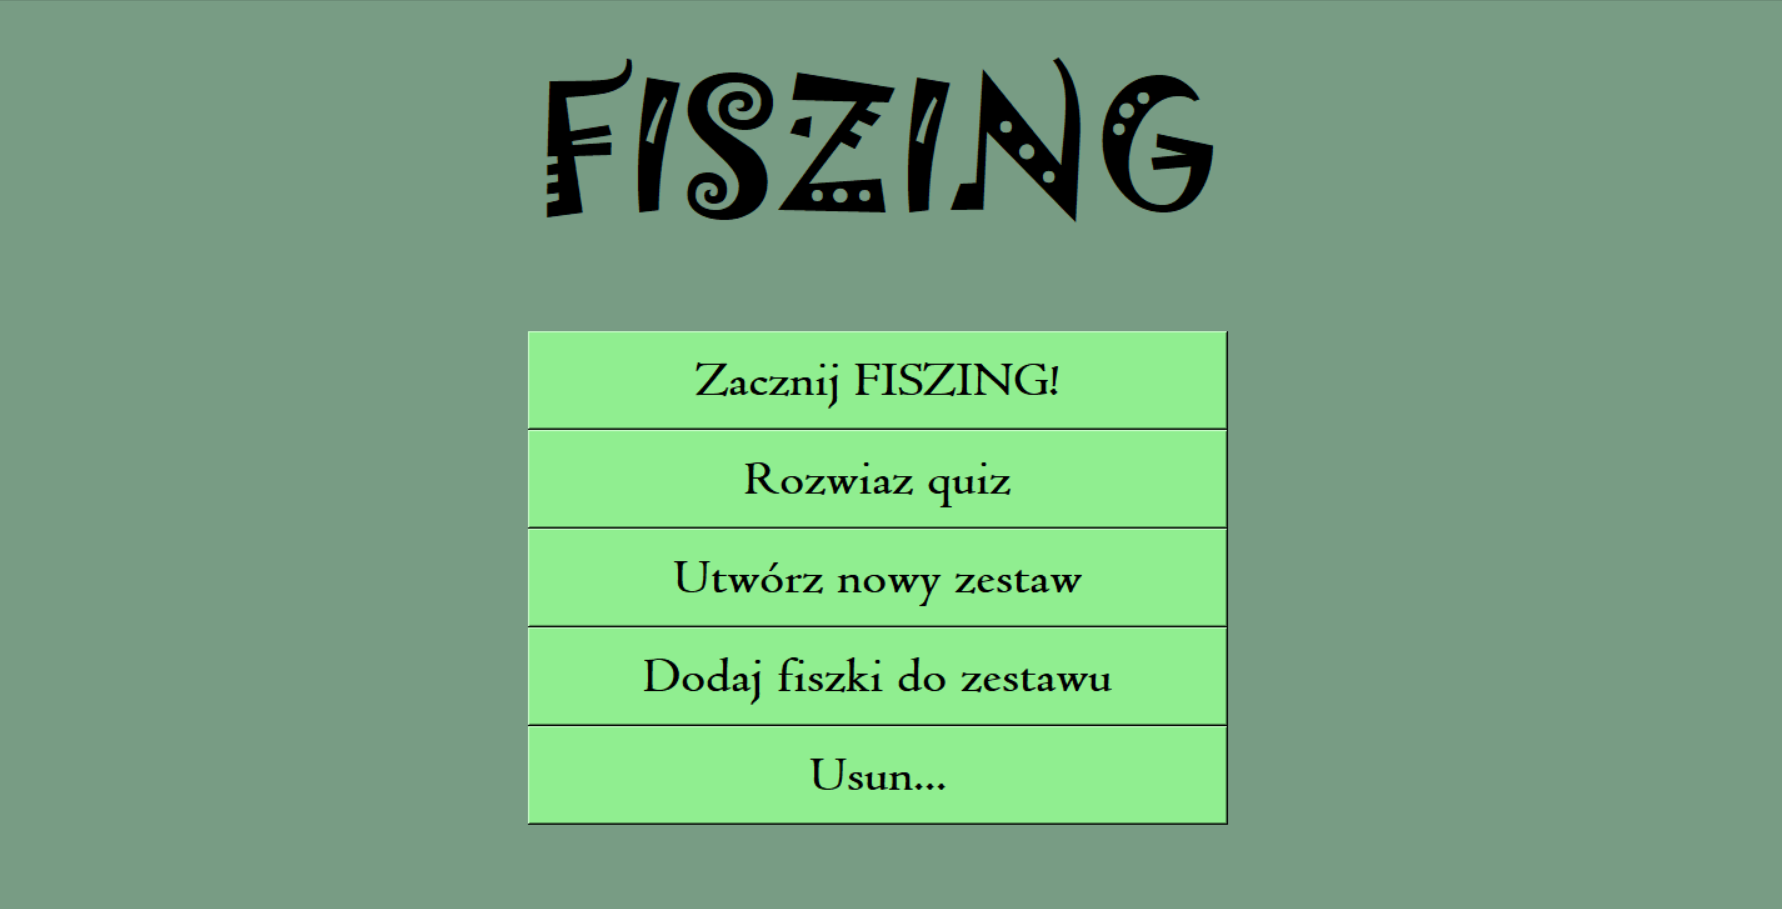 FISZING
Zacznij FISZING!
Rozwiaz quiz
Utwórz nowy zestaw
Dodaj fiszki do zestawu
Usun...